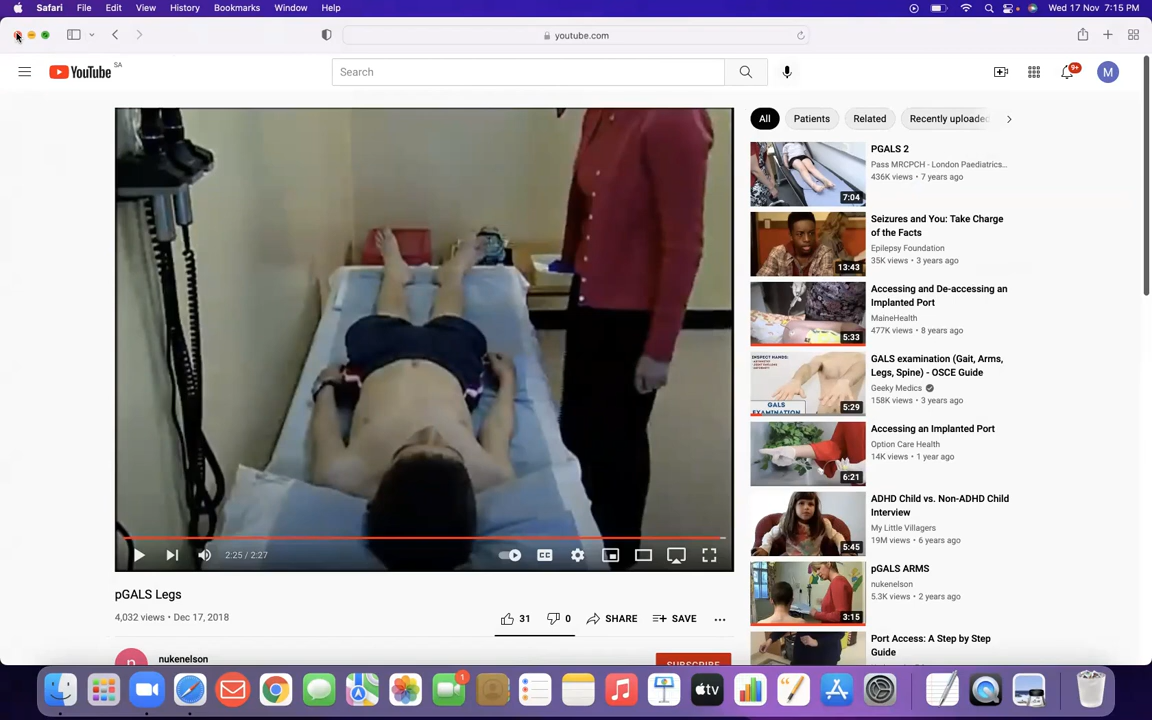 Safari File Edit View History Bookmarks Window Help Wed 17 Nov 7:15 PM
youtube.com
YouTube SA Search 9+ M
All Patients Related Recently uploaded
PGALS 2
Pass MRCPCH - London Paediatrics...
436K views • 7 years ago
7:04
Seizures and You: Take Charge
of the Facts
Epilepsy Foundation
35K views • 3 years ago
13:43
Accessing and De-accessing an
Implanted Port
MaineHealth
477K views • 8 years ago
5:33
GALS examination (Gait, Arms,
Legs, Spine) - OSCE Guide
Geeky Medics
158K views • 3 years ago
GALS
EXAMINATION
5:29
Accessing an Implanted Port
Option Care Health
14K views • 1 year ago
6:21
ADHD Child vs. Non-ADHD Child
Interview
My Little Villagers
19M views • 6 years ago
5:45
pGALS ARMS
nukenelson
5.3K views • 2 years ago
3:15
Port Access: A Step by Step
Guide
2:25 / 2:27
CC
pGALS Legs
4,032 views • Dec 17, 2018
31 0 SHARE SAVE
n nukenelson
SUBSCRIBE
1
tv